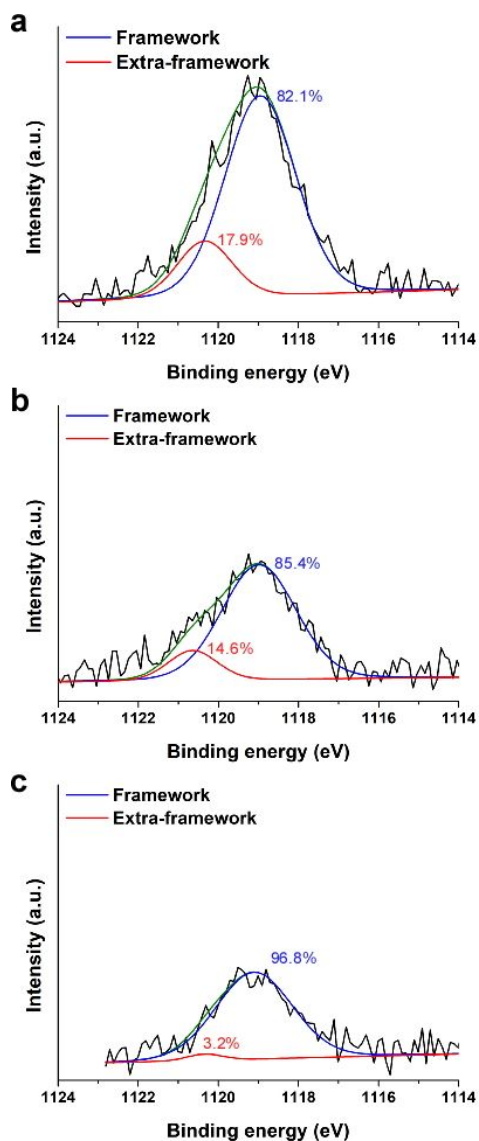 a
Framework
Extra-framework
82.1%
17.9%
Intensity (a.u.)
1124 1122 1120 1118 1116 1114
Binding energy (eV)
b
Framework
Extra-framework
85.4%
14.6%
Intensity (a.u.)
1124 1122 1120 1118 1116 1114
Binding energy (eV)
c
Framework
Extra-framework
96.8%
3.2%
Intensity (a.u.)
1124 1122 1120 1118 1116 1114
Binding energy (eV)